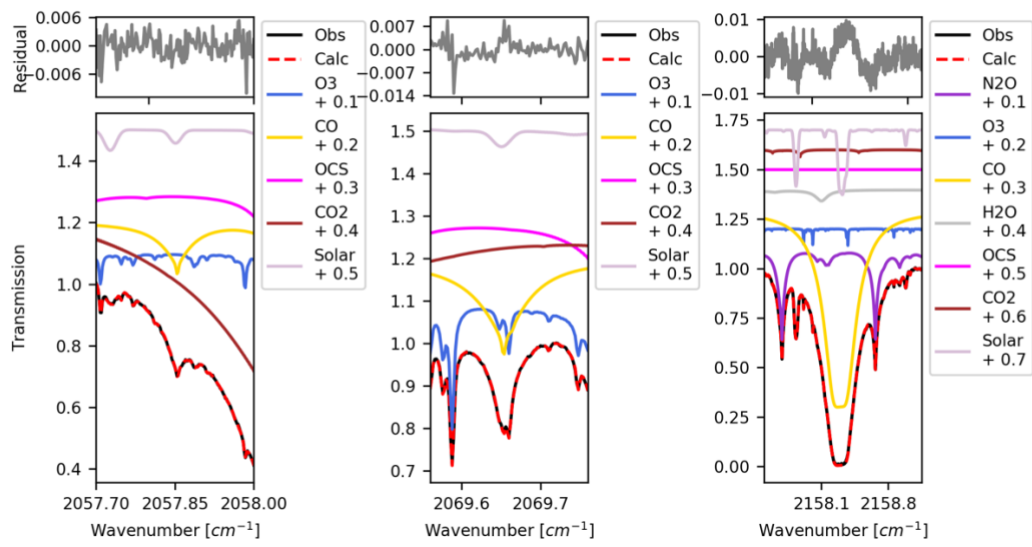 Residual
0.006
0.000
−0.006
Obs
Calc
O3
+ 0.1
CO
+ 0.2
OCS
+ 0.3
CO2
+ 0.4
Solar
+ 0.5
Transmission
1.4
1.2
1.0
0.8
0.6
0.4
2057.70
2057.85
2058.00
Wavenumber [cm⁻¹]
0.007
0.000
−0.007
−0.014
Obs
Calc
O3
+ 0.1
CO
+ 0.2
OCS
+ 0.3
CO2
+ 0.4
Solar
+ 0.5
1.5
1.4
1.3
1.2
1.1
1.0
0.9
0.8
0.7
2069.6
2069.7
Wavenumber [cm⁻¹]
0.01
0.00
−0.01
Obs
Calc
N2O
+ 0.1
O3
+ 0.2
CO
+ 0.3
H2O
+ 0.4
OCS
+ 0.5
CO2
+ 0.6
Solar
+ 0.7
1.75
1.50
1.25
1.00
0.75
0.50
0.25
0.00
2158.1
2158.8
Wavenumber [cm⁻¹]